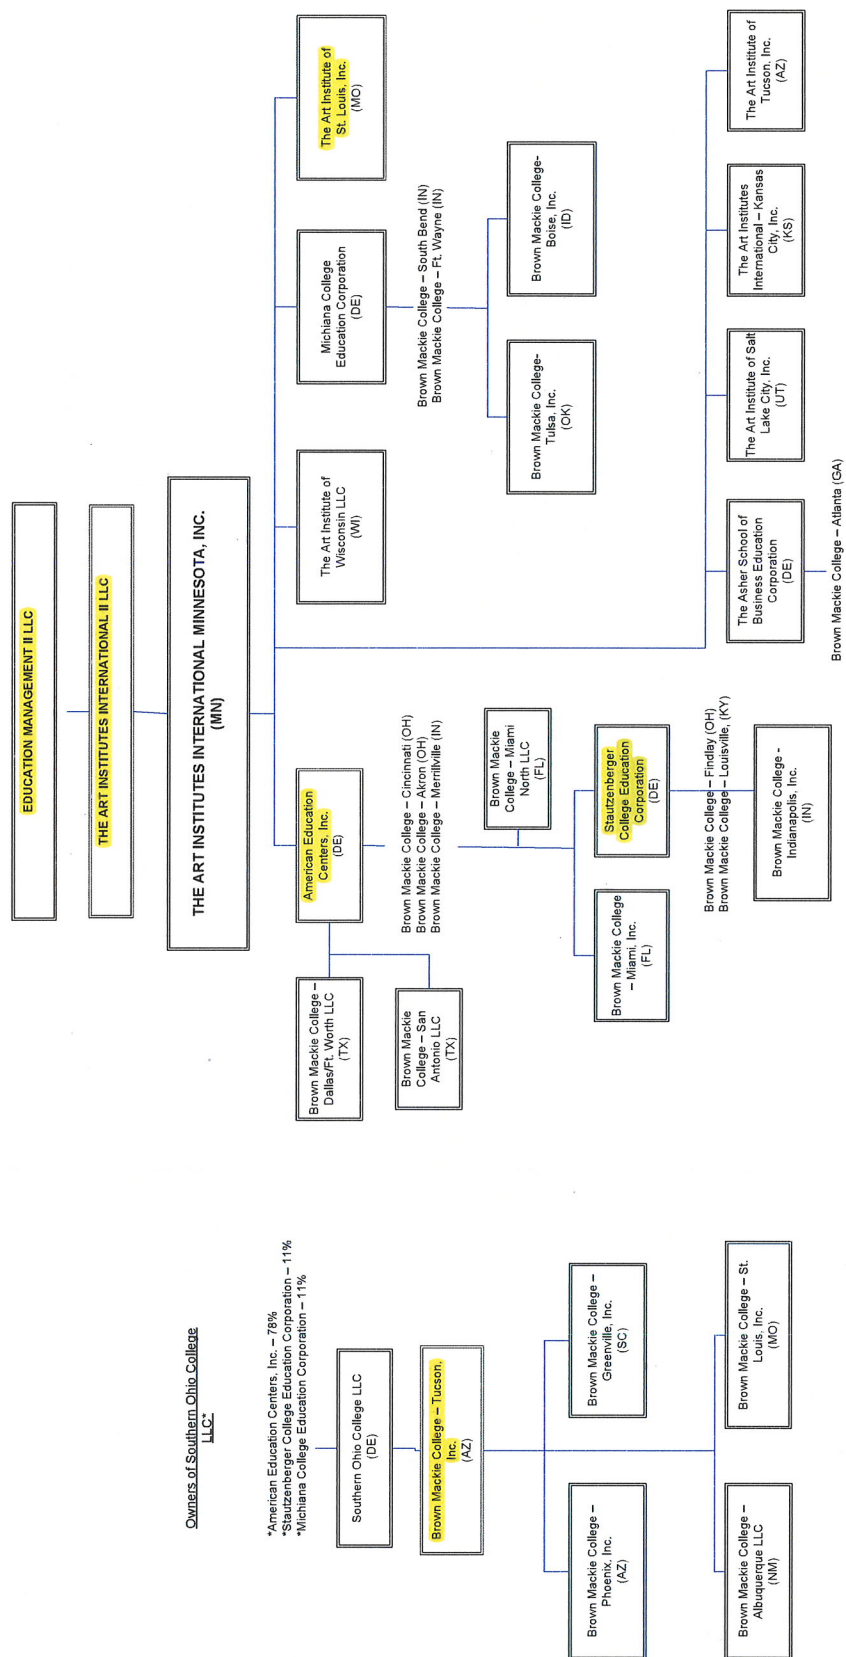 EDUCATION MANAGEMENT II LLC
THE ART INSTITUTES INTERNATIONAL II LLC
THE ART INSTITUTES INTERNATIONAL MINNESOTA, INC.
(MN)
Owners of Southern Ohio College
LLC*
*American Education Centers, Inc. – 78%
*Stautzenberger College Education Corporation – 11%
*Michiana College Education Corporation – 11%
Southern Ohio College LLC
(DE)
Brown Mackie College – Tucson,
Inc.
(AZ)
Brown Mackie College –
Phoenix, Inc.
(AZ)
Brown Mackie College –
Greenville, Inc.
(SC)
Brown Mackie College –
Albuquerque LLC
(NM)
Brown Mackie College – St.
Louis, Inc.
(MO)
Brown Mackie College –
Dallas/Ft. Worth LLC
(TX)
Brown Mackie
College – San
Antonio LLC
(TX)
American Education
Centers, Inc.
(DE)
Brown Mackie College – Cincinnati (OH)
Brown Mackie College – Akron (OH)
Brown Mackie College – Merrillville (IN)
Brown Mackie
College – Miami
North LLC
(FL)
Brown Mackie College
– Miami, Inc.
(FL)
Stautzenberger
College Education
Corporation
(DE)
Brown Mackie College – Findlay (OH)
Brown Mackie College – Louisville, (KY)
Brown Mackie College -
Indianapolis, Inc.
(IN)
The Art Institute of
Wisconsin LLC
(WI)
Michiana College
Education Corporation
(DE)
Brown Mackie College – South Bend (IN)
Brown Mackie College – Ft. Wayne (IN)
Brown Mackie College-
Tulsa, Inc.
(OK)
Brown Mackie College-
Boise, Inc.
(ID)
The Art Institute of
St. Louis, Inc.
(MO)
The Asher School of
Business Education
Corporation
(DE)
Brown Mackie College – Atlanta (GA)
The Art Institute of Salt
Lake City, Inc.
(UT)
The Art Institutes
International – Kansas
City, Inc.
(KS)
The Art Institute of
Tucson, Inc.
(AZ)